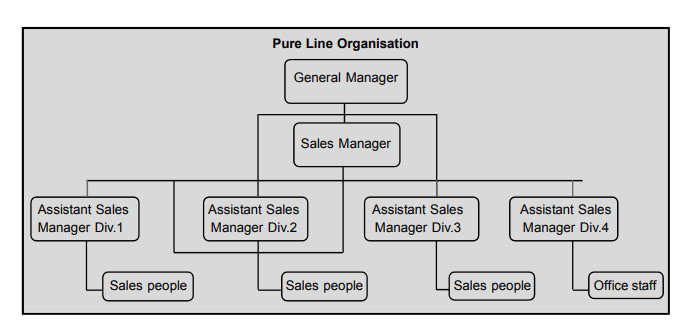 Pure Line Organisation
General Manager
Sales Manager
Assistant Sales
Manager Div.1
Assistant Sales
Manager Div.2
Assistant Sales
Manager Div.3
Assistant Sales
Manager Div.4
Sales people
Sales people
Sales people
Office staff